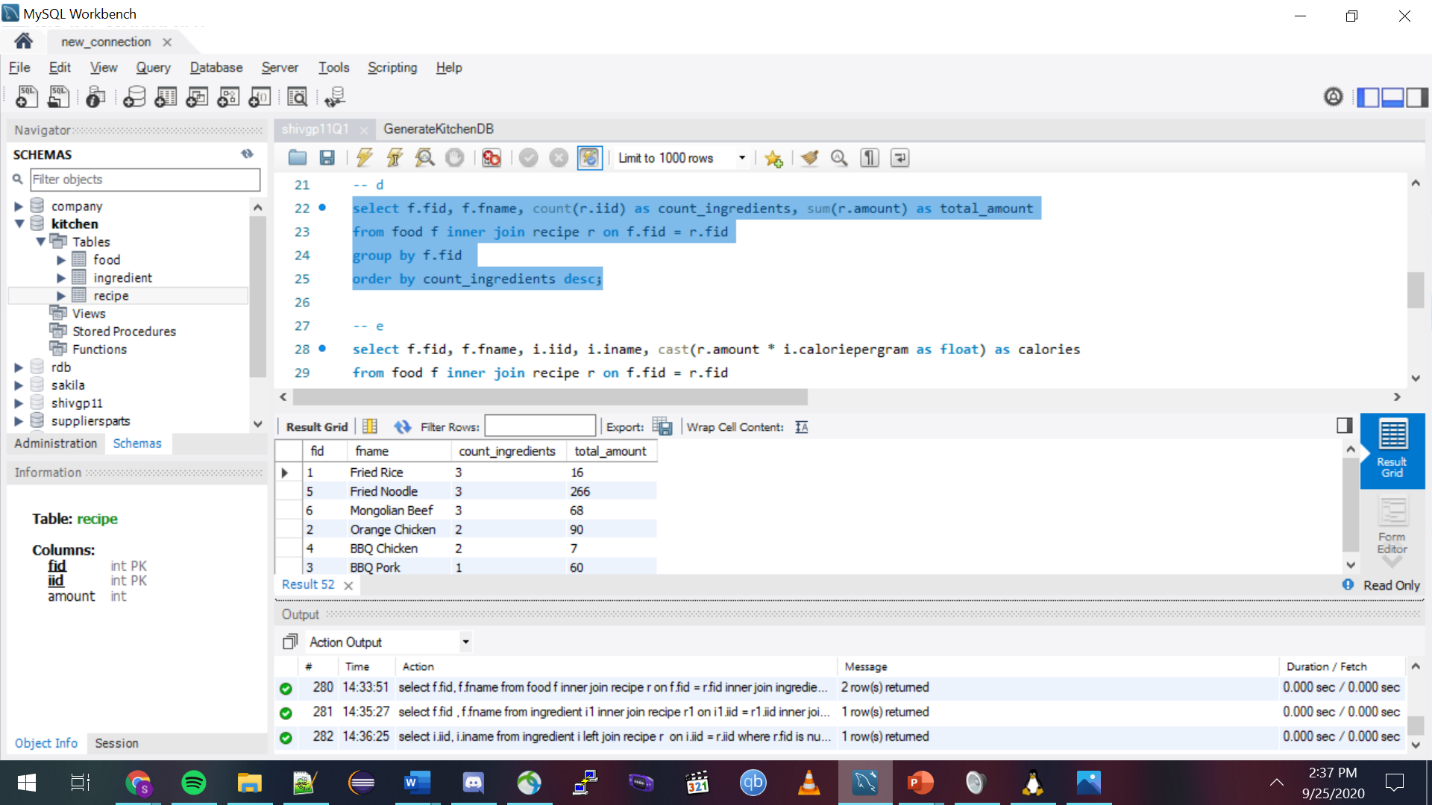 MySQL Workbench
new_connection
File Edit View Query Database Server Tools Scripting Help
Navigator
SCHEMAS
Filter objects
company
kitchen
Tables
food
ingredient
recipe
Views
Stored Procedures
Functions
rdb
sakila
shivgp11
suppliersparts
Administration Schemas
Information
Table: recipe
Columns:
fid int PK
iid int PK
amount int
Object Info Session
shivgp11Q1 GenerateKitchenDB
Limit to 1000 rows
21 -- d
22 select f.fid, f.fname, count(r.iid) as count_ingredients, sum(r.amount) as total_amount
23 from food f inner join recipe r on f.fid = r.fid
24 group by f.fid
25 order by count_ingredients desc;
26
27 -- e
28 select f.fid, f.fname, i.iid, i.iname, cast(r.amount * i.caloriepergram as float) as calories
29 from food f inner join recipe r on f.fid = r.fid
Result Grid Filter Rows: Export: Wrap Cell Content:
fid fname count_ingredients total_amount
1 Fried Rice 3 16
5 Fried Noodle 3 266
6 Mongolian Beef 3 68
2 Orange Chicken 2 90
4 BBQ Chicken 2 7
3 BBQ Pork 1 60
Result Grid
Form Editor
Result 52
Read Only
Output
Action Output
# Time Action Message Duration / Fetch
280 14:33:51 select f.fid, f.fname from food f inner join recipe r on f.fid = r.fid inner join ingredie... 2 row(s) returned 0.000 sec / 0.000 sec
281 14:35:27 select f.fid , f.fname from ingredient i1 inner join recipe r1 on i1.iid = r1.iid inner joi... 1 row(s) returned 0.000 sec / 0.000 sec
282 14:36:25 select i.iid, i.iname from ingredient i left join recipe r on i.iid = r.iid where r.fid is nu... 1 row(s) returned 0.000 sec / 0.000 sec
2:37 PM
9/25/2020